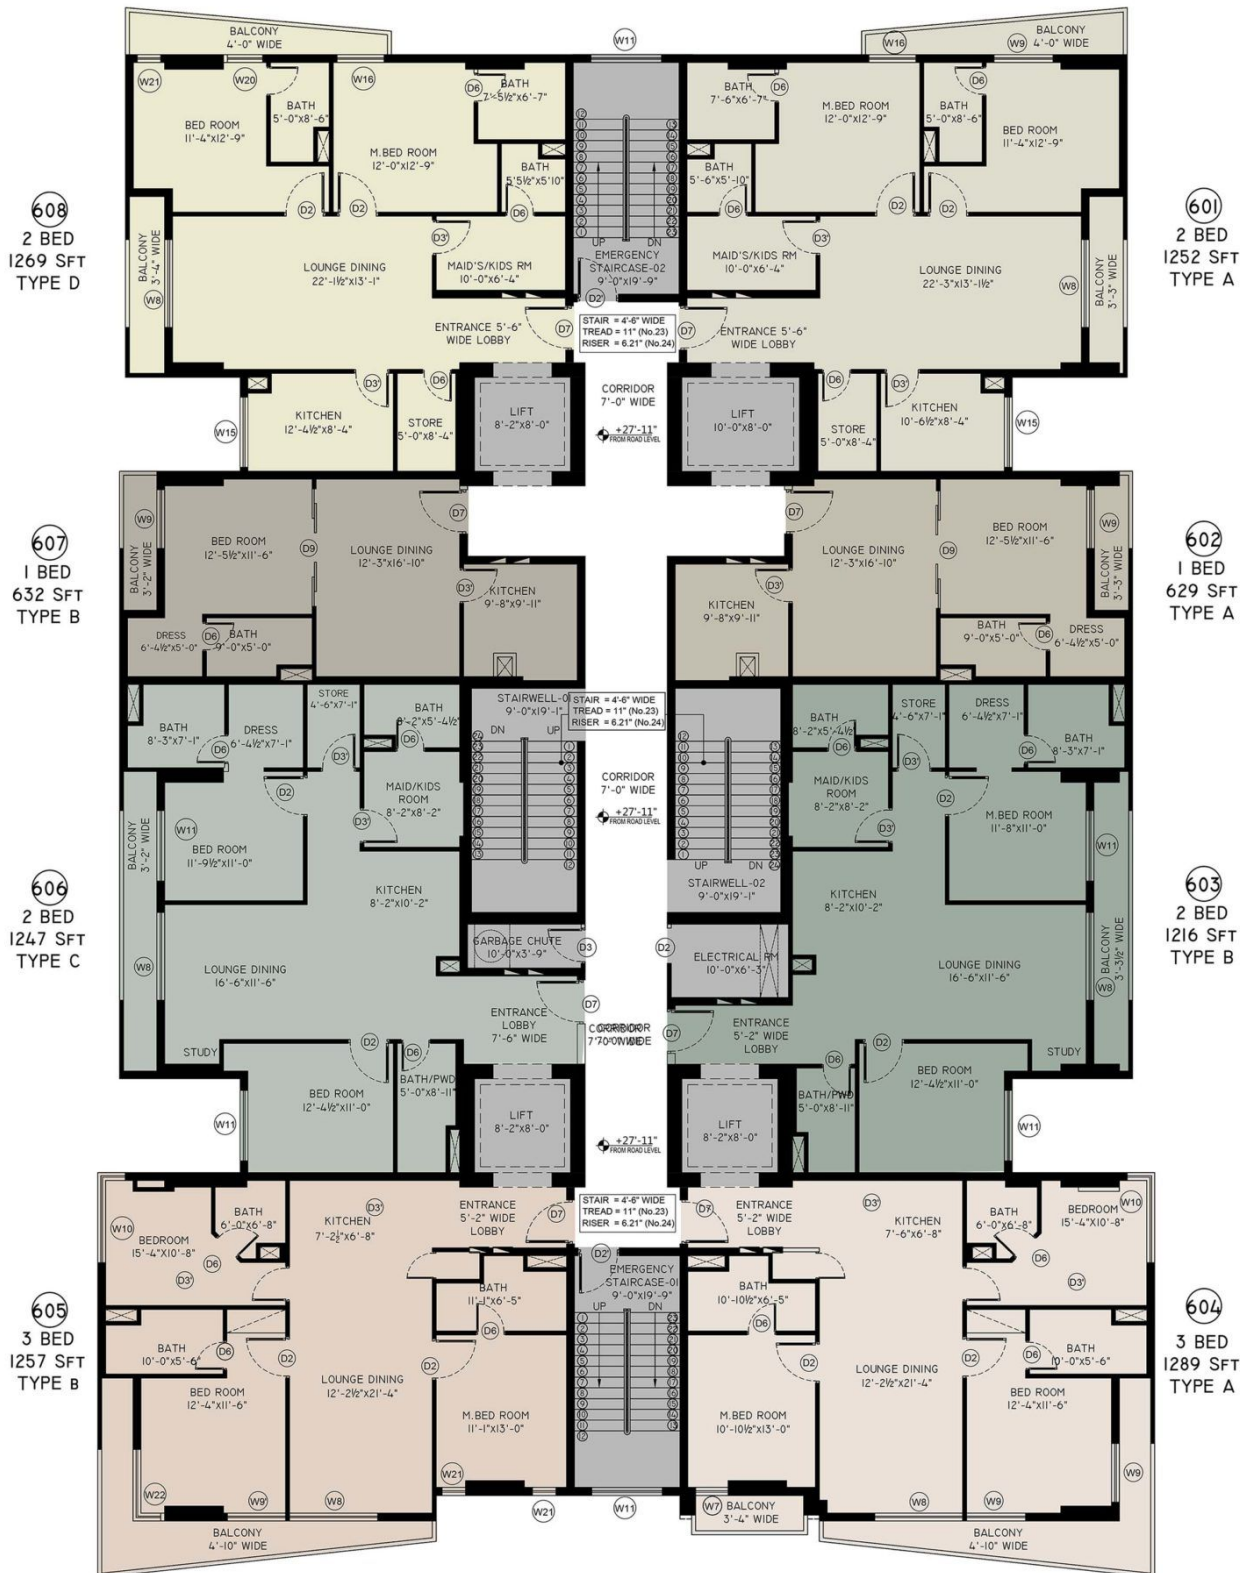 BALCONY
4'-0" WIDE
W21
W20
W16
W11
W16
W9
BALCONY
4'-0" WIDE
BED ROOM
11'-4"x12'-9"
BATH
5'-0"x8'-6"
M.BED ROOM
12'-0"x12'-9"
D6
BATH
7'-5½"x6'-7"
BATH
5'5½"x5'10"
D6
D2
D2
BATH
7'-6"x6'-7"
D6
M.BED ROOM
12'-0"x12'-9"
BATH
5'-0"x8'-6"
D6
BED ROOM
11'-4"x12'-9"
BATH
5'-6"x5'-10"
D6
D2
D2
608
2 BED
1269 SFT
TYPE D
BALCONY
3'-4" WIDE
W8
LOUNGE DINING
22'-1½"x13'-1"
D3'
MAID'S/KIDS RM
10'-0"x6'-4"
ENTRANCE 5'-6"
WIDE LOBBY
D7
UP
DN
EMERGENCY
STAIRCASE-02
9'-0"x19'-9"
D2'
STAIR = 4'-6" WIDE
TREAD = 11" (No.23)
RISER = 6.21" (No.24)
MAID'S/KIDS RM
10'-0"x6'-4"
D3'
LOUNGE DINING
22'-3"x13'-1½"
D7
ENTRANCE 5'-6"
WIDE LOBBY
W8
BALCONY
3'-3" WIDE
601
2 BED
1252 SFT
TYPE A
W15
KITCHEN
12'-4½"x8'-4"
D3'
D6
STORE
5'-0"x8'-4"
LIFT
8'-2"x8'-0"
CORRIDOR
7'-0" WIDE
+27'-11"
FROM ROAD LEVEL
LIFT
10'-0"x8'-0"
D6
STORE
5'-0"x8'-4"
D3'
KITCHEN
10'-6½"x8'-4"
W15
607
1 BED
632 SFT
TYPE B
BALCONY
3'-2" WIDE
W9
BED ROOM
12'-5½"x11'-6"
D9
LOUNGE DINING
12'-3"x16'-10"
D7
D3'
KITCHEN
9'-8"x9'-11"
DRESS
6'-4½"x5'-0"
D6
BATH
9'-0"x5'-0"
D7
LOUNGE DINING
12'-3"x16'-10"
D9
BED ROOM
12'-5½"x11'-6"
W9
BALCONY
3'-3" WIDE
D3'
KITCHEN
9'-8"x9'-11"
BATH
9'-0"x5'-0"
D6
DRESS
6'-4½"x5'-0"
602
1 BED
629 SFT
TYPE A
BATH
8'-3"x7'-1"
D6
DRESS
6'-4½"x7'-1"
STORE
4'-6"x7'-1"
D3'
BATH
8'-2"x5'-4½"
D6
STAIRWELL-01
9'-0"x19'-1"
DN
UP
STAIR = 4'-6" WIDE
TREAD = 11" (No.23)
RISER = 6.21" (No.24)
BATH
8'-2"x5'-4½"
D6
STORE
4'-6"x7'-1"
D3'
DRESS
6'-4½"x7'-1"
D6
BATH
8'-3"x7'-1"
606
2 BED
1247 SFT
TYPE C
BALCONY
3'-2" WIDE
W11
BED ROOM
11'-9½"x11'-0"
D2
MAID/KIDS
ROOM
8'-2"x8'-2"
D3'
KITCHEN
8'-2"x10'-2"
W8
LOUNGE DINING
16'-6"x11'-6"
STUDY
CORRIDOR
7'-0" WIDE
+27'-11"
FROM ROAD LEVEL
UP
DN
STAIRWELL-02
9'-0"x19'-1"
MAID/KIDS
ROOM
8'-2"x8'-2"
D3'
D2
M.BED ROOM
11'-8"x11'-0"
W11
KITCHEN
8'-2"x10'-2"
LOUNGE DINING
16'-6"x11'-6"
W8
BALCONY
3'-3½" WIDE
STUDY
603
2 BED
1216 SFT
TYPE B
GARBAGE CHUTE
10'-0"x3'-9"
D3
D2
ELECTRICAL RM
10'-0"x6'-3"
ENTRANCE
LOBBY
7'-6" WIDE
D7
CORRIDOR
7'-0" WIDE
D7
ENTRANCE
5'-2" WIDE
LOBBY
W11
BED ROOM
12'-4½"x11'-0"
D2
D6
BATH/PWD
5'-0"x8'-11"
LIFT
8'-2"x8'-0"
+27'-11"
FROM ROAD LEVEL
LIFT
8'-2"x8'-0"
D6
BATH/PWD
5'-0"x8'-11"
D2
BED ROOM
12'-4½"x11'-0"
W11
605
3 BED
1257 SFT
TYPE B
W10
BEDROOM
15'-4"X10'-8"
D3'
D6
BATH
6'-0"x6'-8"
D3'
KITCHEN
7'-2½"x6'-8"
ENTRANCE
5'-2" WIDE
LOBBY
D7
STAIR = 4'-6" WIDE
TREAD = 11" (No.23)
RISER = 6.21" (No.24)
D7
ENTRANCE
5'-2" WIDE
LOBBY
D3'
KITCHEN
7'-6"x6'-8"
BATH
6'-0"x6'-8"
D6
BEDROOM
15'-4"X10'-8"
D3'
W10
604
3 BED
1289 SFT
TYPE A
BATH
10'-0"x5'-6"
D6
D2
BED ROOM
12'-4"x11'-6"
LOUNGE DINING
12'-2½"x21'-4"
D2
BATH
11'-1"x6'-5"
D6
M.BED ROOM
11'-1"x13'-0"
D2'
EMERGENCY
STAIRCASE-01
9'-0"x19'-9"
UP
DN
BATH
10'-10½"x6'-5"
D6
M.BED ROOM
10'-10½"x13'-0"
D2
LOUNGE DINING
12'-2½"x21'-4"
D2
D6
BATH
10'-0"x5'-6"
BED ROOM
12'-4"x11'-6"
W9
W22
W9'
W8
W21
W21
W11
W7
W8
W9
BALCONY
3'-4" WIDE
BALCONY
4'-10" WIDE
BALCONY
4'-10" WIDE